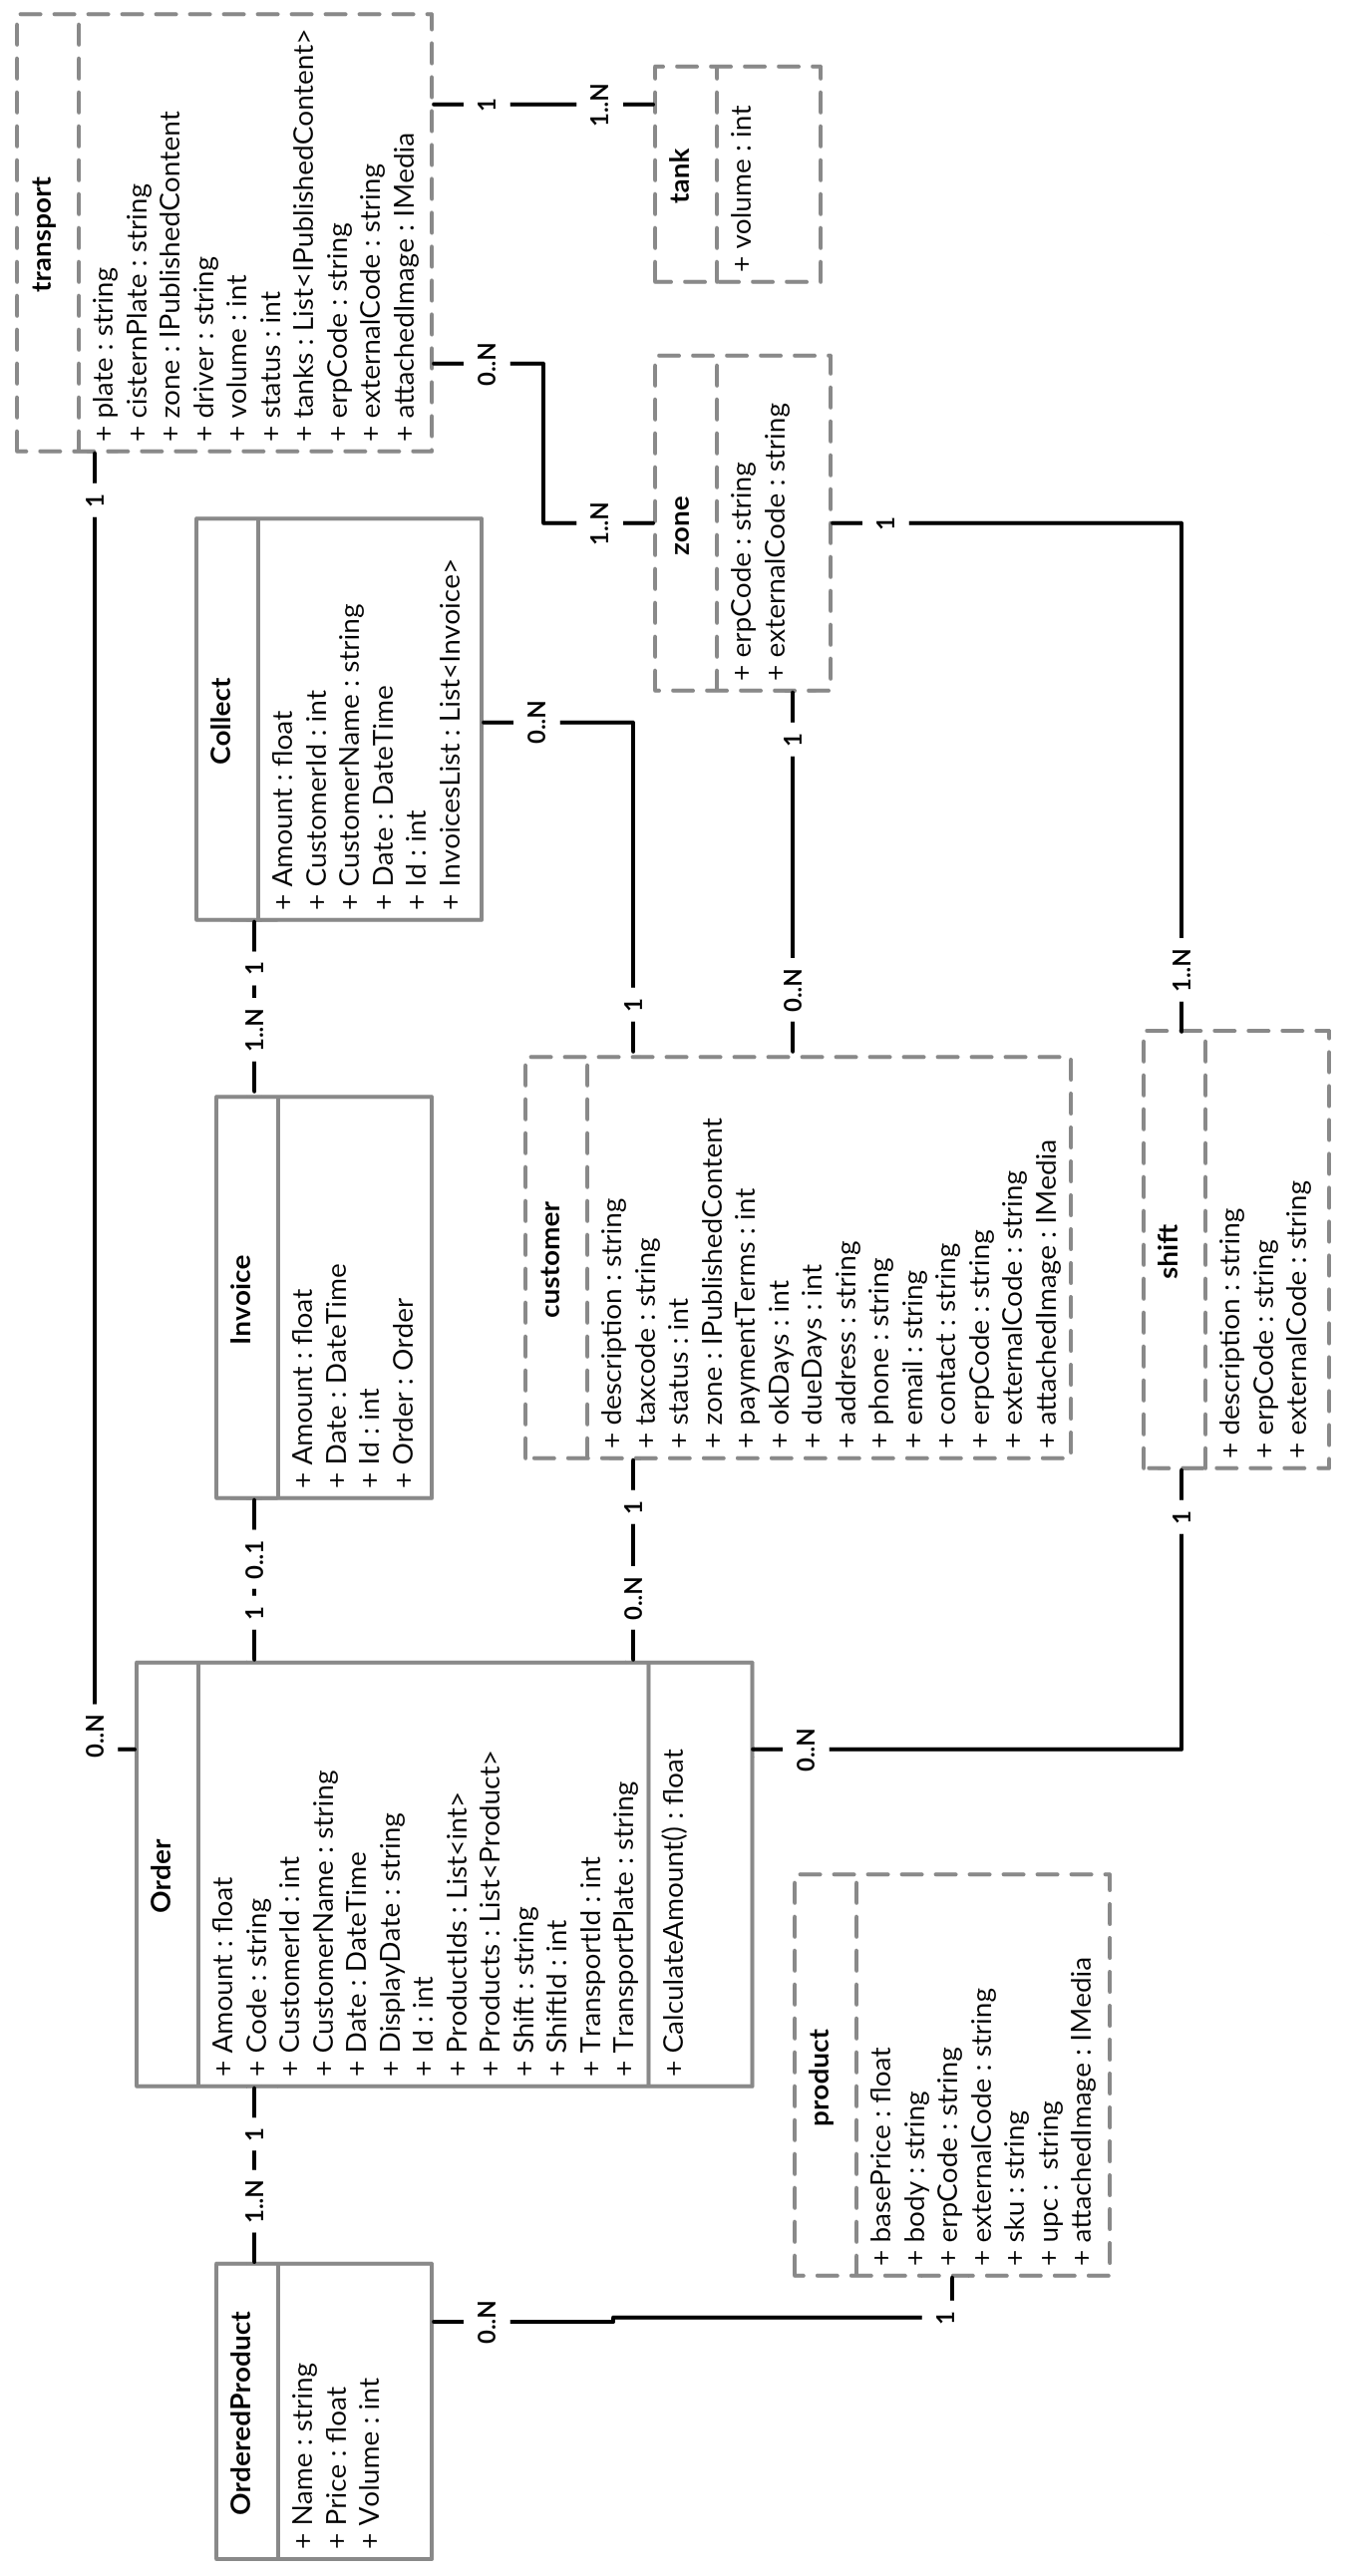 OrderedProduct
+ Name : string
+ Price : float
+ Volume : int
1..N
1
0..N
1
Order
+ Amount : float
+ Code : string
+ CustomerId : int
+ CustomerName : string
+ Date : DateTime
+ DisplayDate : string
+ Id : int
+ ProductIds : List<int>
+ Products : List<Product>
+ Shift : string
+ ShiftId : int
+ TransportId : int
+ TransportPlate : string
+ CalculateAmount() : float
product
+ basePrice : float
+ body : string
+ erpCode : string
+ externalCode : string
+ sku : string
+ upc : string
+ attachedImage : IMedia
0..N
1
1
0..1
0..N
1
0..N
1
Invoice
+ Amount : float
+ Date : DateTime
+ Id : int
+ Order : Order
1..N
1
customer
+ description : string
+ taxcode : string
+ status : int
+ zone : IPublishedContent
+ paymentTerms : int
+ okDays : int
+ dueDays : int
+ address : string
+ phone : string
+ email : string
+ contact : string
+ erpCode : string
+ externalCode : string
+ attachedImage : IMedia
1
0..N
0..N
1
shift
+ description : string
+ erpCode : string
+ externalCode : string
1..N
1
Collect
+ Amount : float
+ CustomerId : int
+ CustomerName : string
+ Date : DateTime
+ Id : int
+ InvoicesList : List<Invoice>
zone
+ erpCode : string
+ externalCode : string
1..N
0..N
transport
+ plate : string
+ cisternPlate : string
+ zone : IPublishedContent
+ driver : string
+ volume : int
+ status : int
+ tanks : List<IPublishedContent>
+ erpCode : string
+ externalCode : string
+ attachedImage : IMedia
1
1..N
tank
+ volume : int